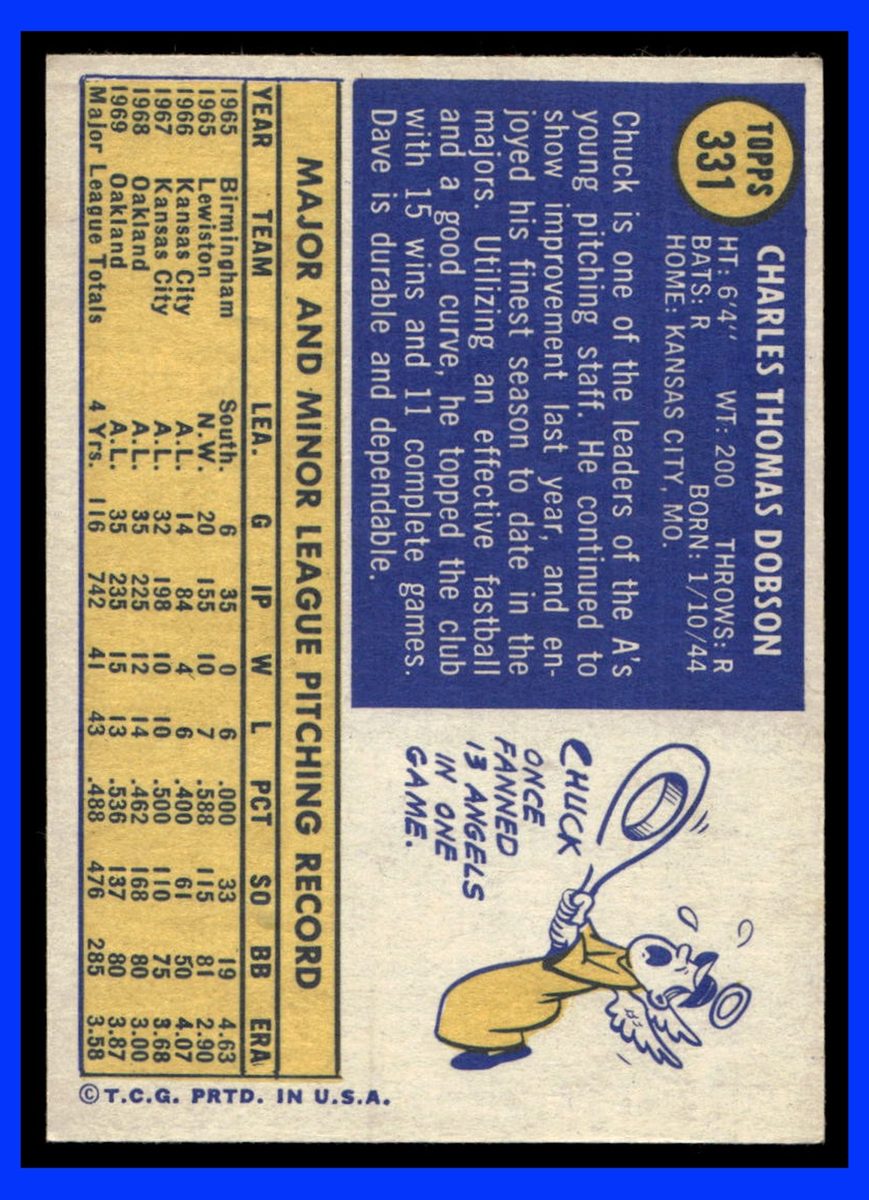 TOPPS
331
CHARLES THOMAS DOBSON
HT: 6'4" WT: 200 THROWS: R
BATS: R BORN: 1/10/44
HOME: KANSAS CITY, MO.
Chuck is one of the leaders of the A's
young pitching staff. He continued to
show improvement last year, and en-
joyed his finest season to date in the
majors. Utilizing an effective fastball
and a good curve, he topped the club
with 15 wins and 11 complete games.
Dave is durable and dependable.
CHUCK
ONCE
FANNED
13 ANGELS
IN ONE
GAME.
MAJOR AND MINOR LEAGUE PITCHING RECORD
YEAR TEAM LEA. G IP W L PCT SO BB ERA
1965 Birmingham South. 6 35 0 6 .000 33 19 4.63
1965 Lewiston N.W. 20 155 10 7 .588 115 81 2.90
1966 Kansas City A.L. 14 84 4 6 .400 61 50 4.07
1967 Kansas City A.L. 32 198 10 10 .500 110 75 3.68
1968 Oakland A.L. 35 225 12 14 .462 168 80 3.00
1969 Oakland A.L. 35 235 15 13 .536 137 80 3.87
Major League Totals 4 Yrs. 116 742 41 43 .488 476 285 3.58
© T.C.G. PRTD. IN U.S.A.